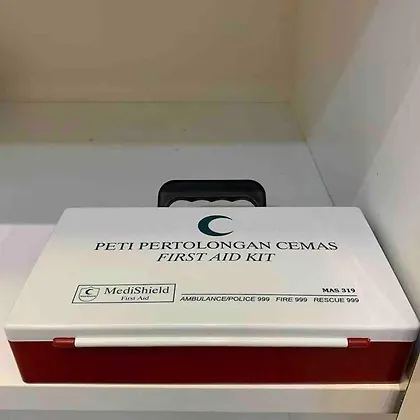 PETI PERTOLONGAN CEMAS
FIRST AID KIT
MAS 319
MediShield
First Aid
AMBULANCE/POLICE 999 FIRE 999 RESCUE 999